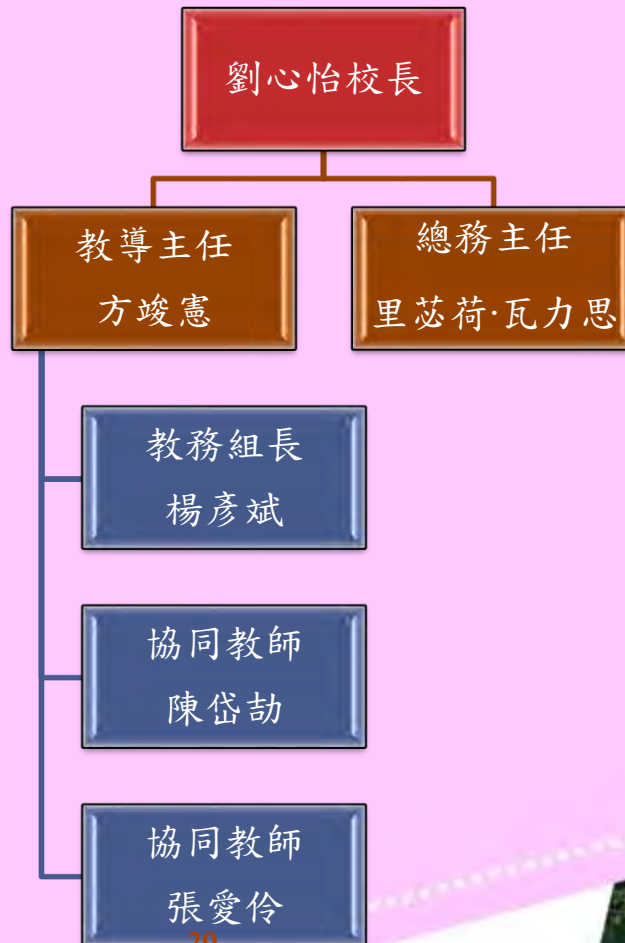 劉心怡校長
教導主任
方竣憲
總務主任
里苾荷·瓦力思
教務組長
楊彥斌
協同教師
陳岱劼
協同教師
張愛伶
20